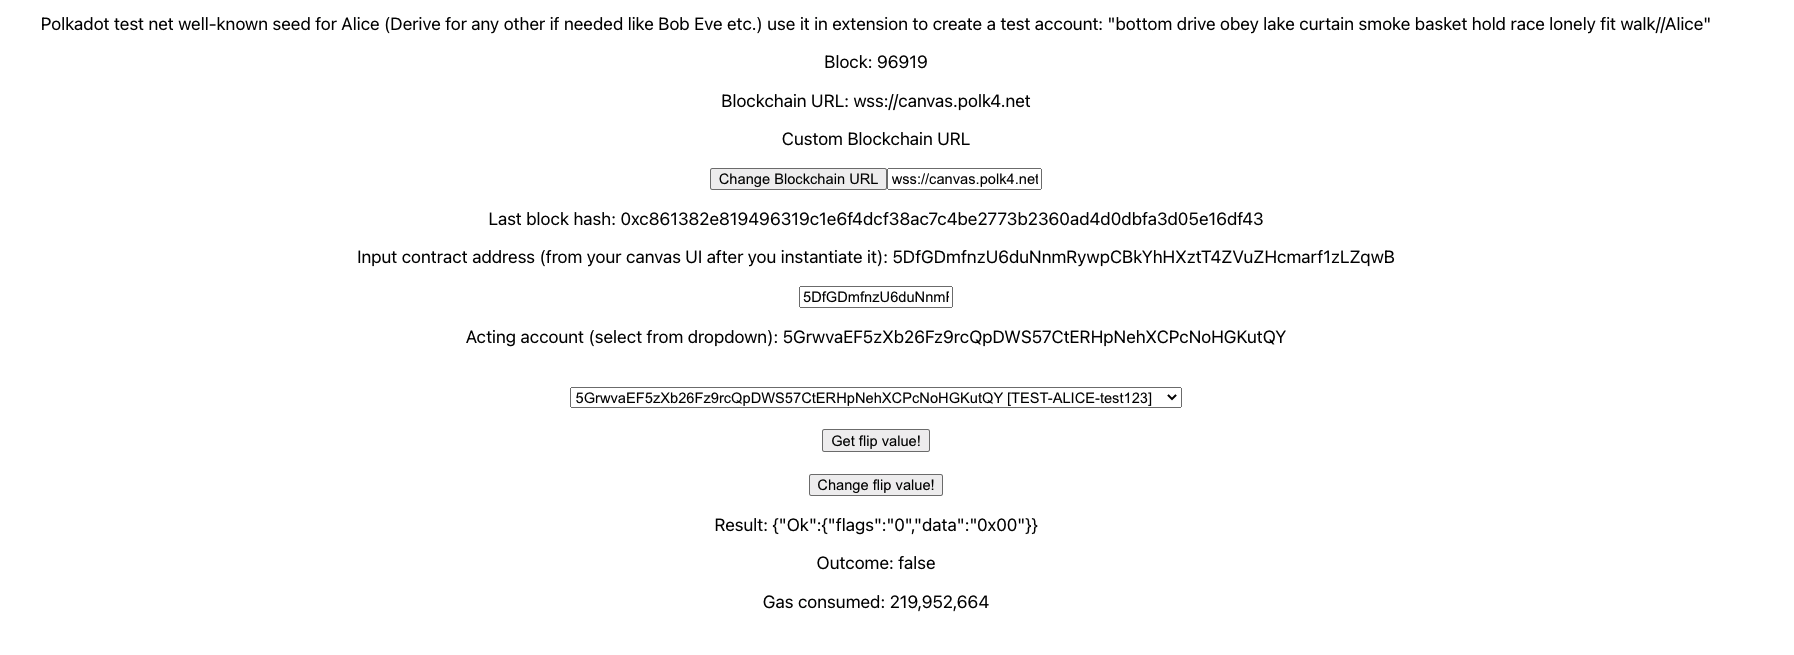 Polkadot test net well-known seed for Alice (Derive for any other if needed like Bob Eve etc.) use it in extension to create a test account: "bottom drive obey lake curtain smoke basket hold race lonely fit walk//Alice"
Block: 96919
Blockchain URL: wss://canvas.polk4.net
Custom Blockchain URL
Change Blockchain URL wss://canvas.polk4.net
Last block hash: 0xc861382e819496319c1e6f4dcf38ac7c4be2773b2360ad4d0dbfa3d05e16df43
Input contract address (from your canvas UI after you instantiate it): 5DfGDmfnzU6duNnmRywpCBkYhHXztT4ZVuZHcmarf1zLZqwB
5DfGDmfnzU6duNnmF
Acting account (select from dropdown): 5GrwvaEF5zXb26Fz9rcQpDWS57CtERHpNehXCPcNoHGKutQY
5GrwvaEF5zXb26Fz9rcQpDWS57CtERHpNehXCPcNoHGKutQY [TEST-ALICE-test123]
Get flip value!
Change flip value!
Result: {"Ok":{"flags":"0","data":"0x00"}}
Outcome: false
Gas consumed: 219,952,664